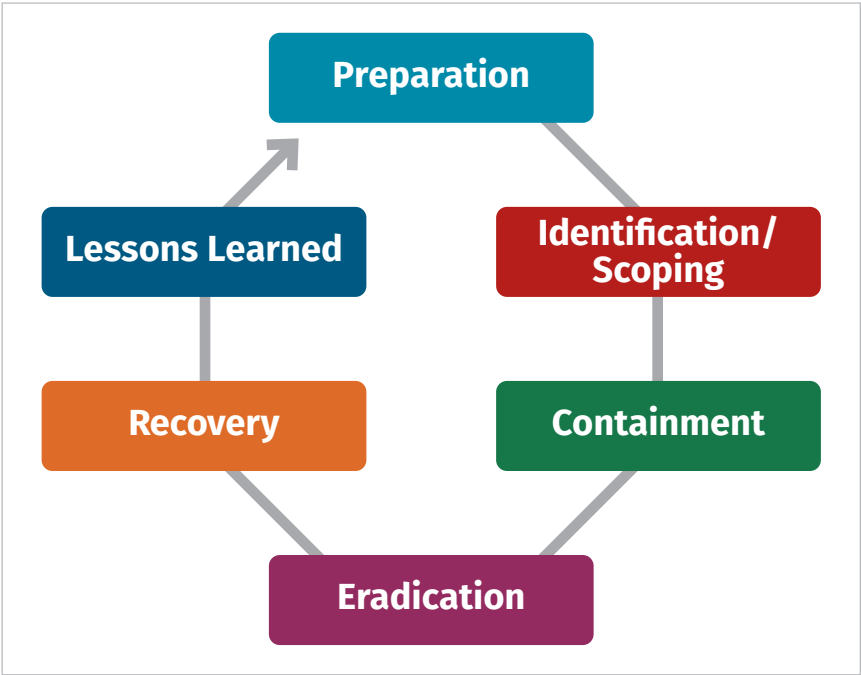 Preparation
Identification/
Scoping
Containment
Eradication
Recovery
Lessons Learned